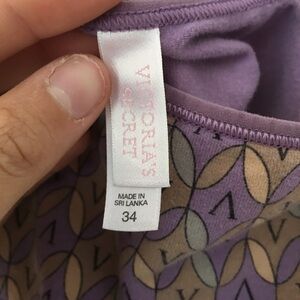 VICTORIA'S
SECRET
MADE IN
SRI LANKA
34